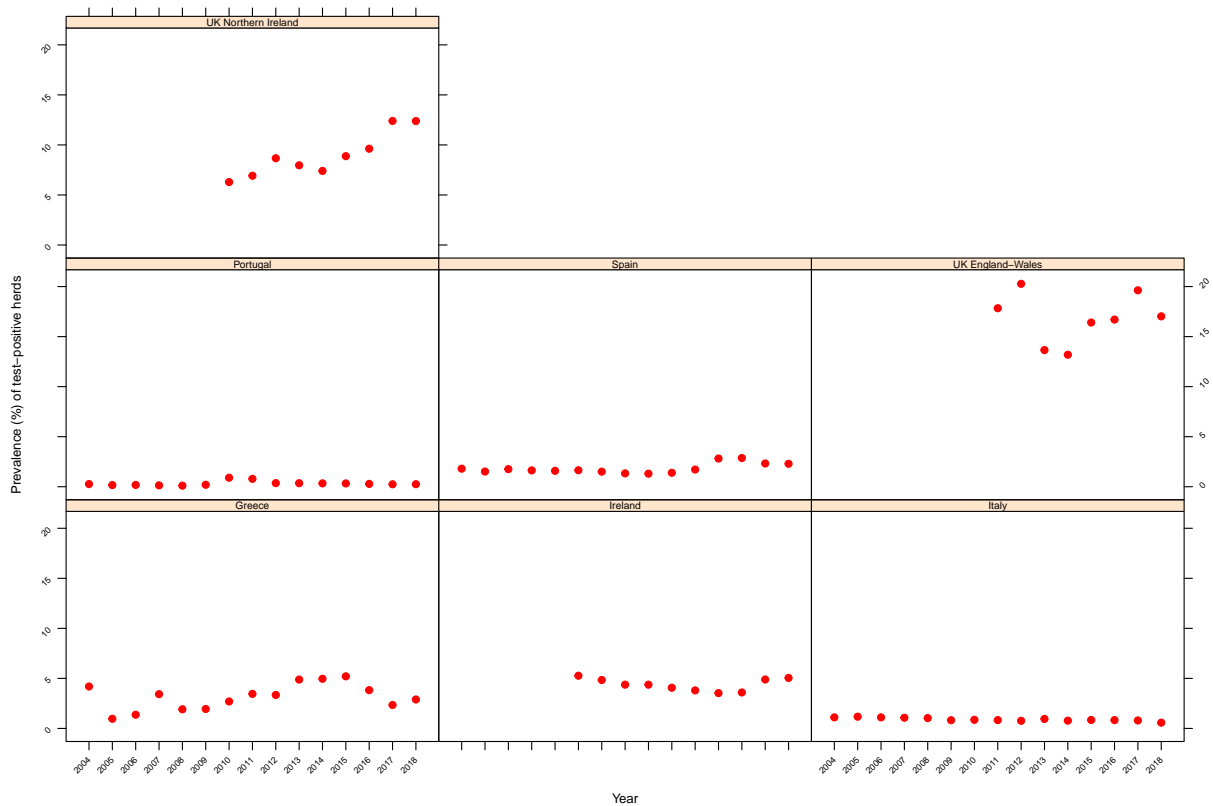 UK Northern Ireland
20
15
10
5
0
Prevalence (%) of test–positive herds
Portugal
Spain
UK England–Wales
20
15
10
5
0
Greece
Ireland
Italy
20
15
10
5
0
2004 2005 2006 2007 2008 2009 2010 2011 2012 2013 2014 2015 2016 2017 2018
2004 2005 2006 2007 2008 2009 2010 2011 2012 2013 2014 2015 2016 2017 2018
Year